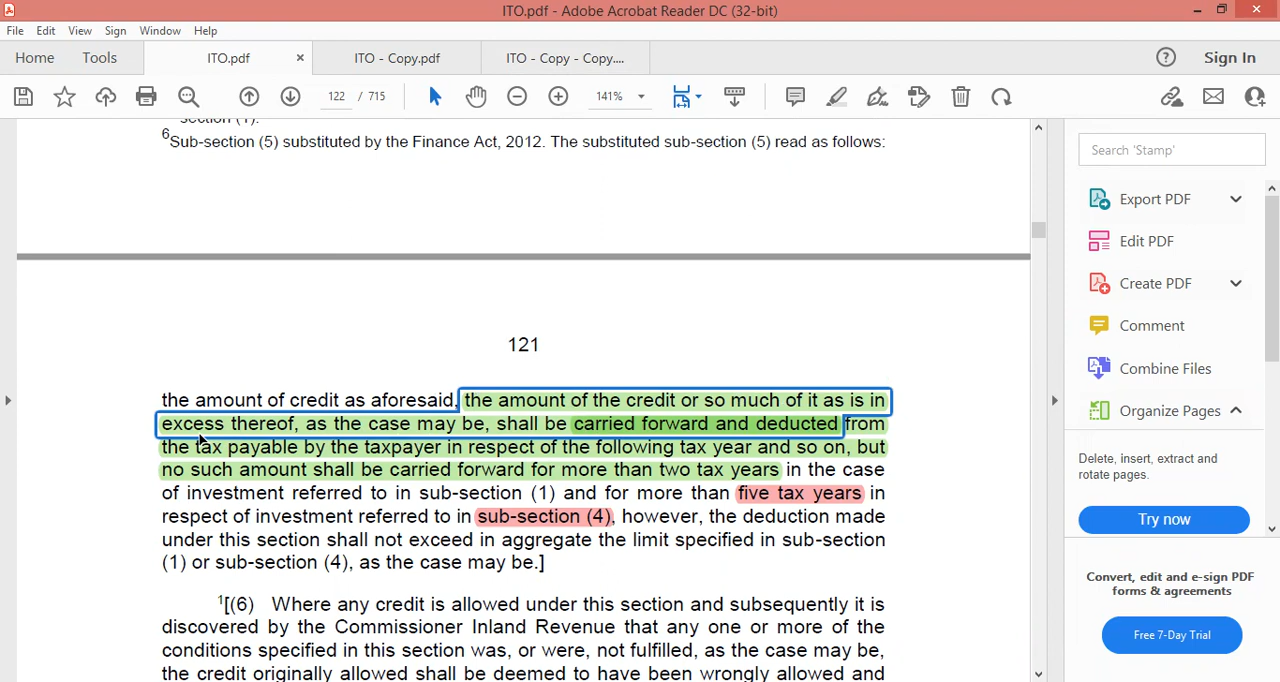 ITO.pdf - Adobe Acrobat Reader DC (32-bit)
File Edit View Sign Window Help
Home Tools ITO.pdf × ITO - Copy.pdf ITO - Copy - Copy.... Sign In
122 / 715 141%
section (1).
6Sub-section (5) substituted by the Finance Act, 2012. The substituted sub-section (5) read as follows:
121
the amount of credit as aforesaid, the amount of the credit or so much of it as is in
excess thereof, as the case may be, shall be carried forward and deducted from
the tax payable by the taxpayer in respect of the following tax year and so on, but
no such amount shall be carried forward for more than two tax years in the case
of investment referred to in sub-section (1) and for more than five tax years in
respect of investment referred to in sub-section (4), however, the deduction made
under this section shall not exceed in aggregate the limit specified in sub-section
(1) or sub-section (4), as the case may be.]
1[(6) Where any credit is allowed under this section and subsequently it is
discovered by the Commissioner Inland Revenue that any one or more of the
conditions specified in this section was, or were, not fulfilled, as the case may be,
the credit originally allowed shall be deemed to have been wrongly allowed and
Search 'Stamp'
Export PDF
Edit PDF
Create PDF
Comment
Combine Files
Organize Pages
Delete, insert, extract and
rotate pages.
Try now
Convert, edit and e-sign PDF
forms & agreements
Free 7-Day Trial